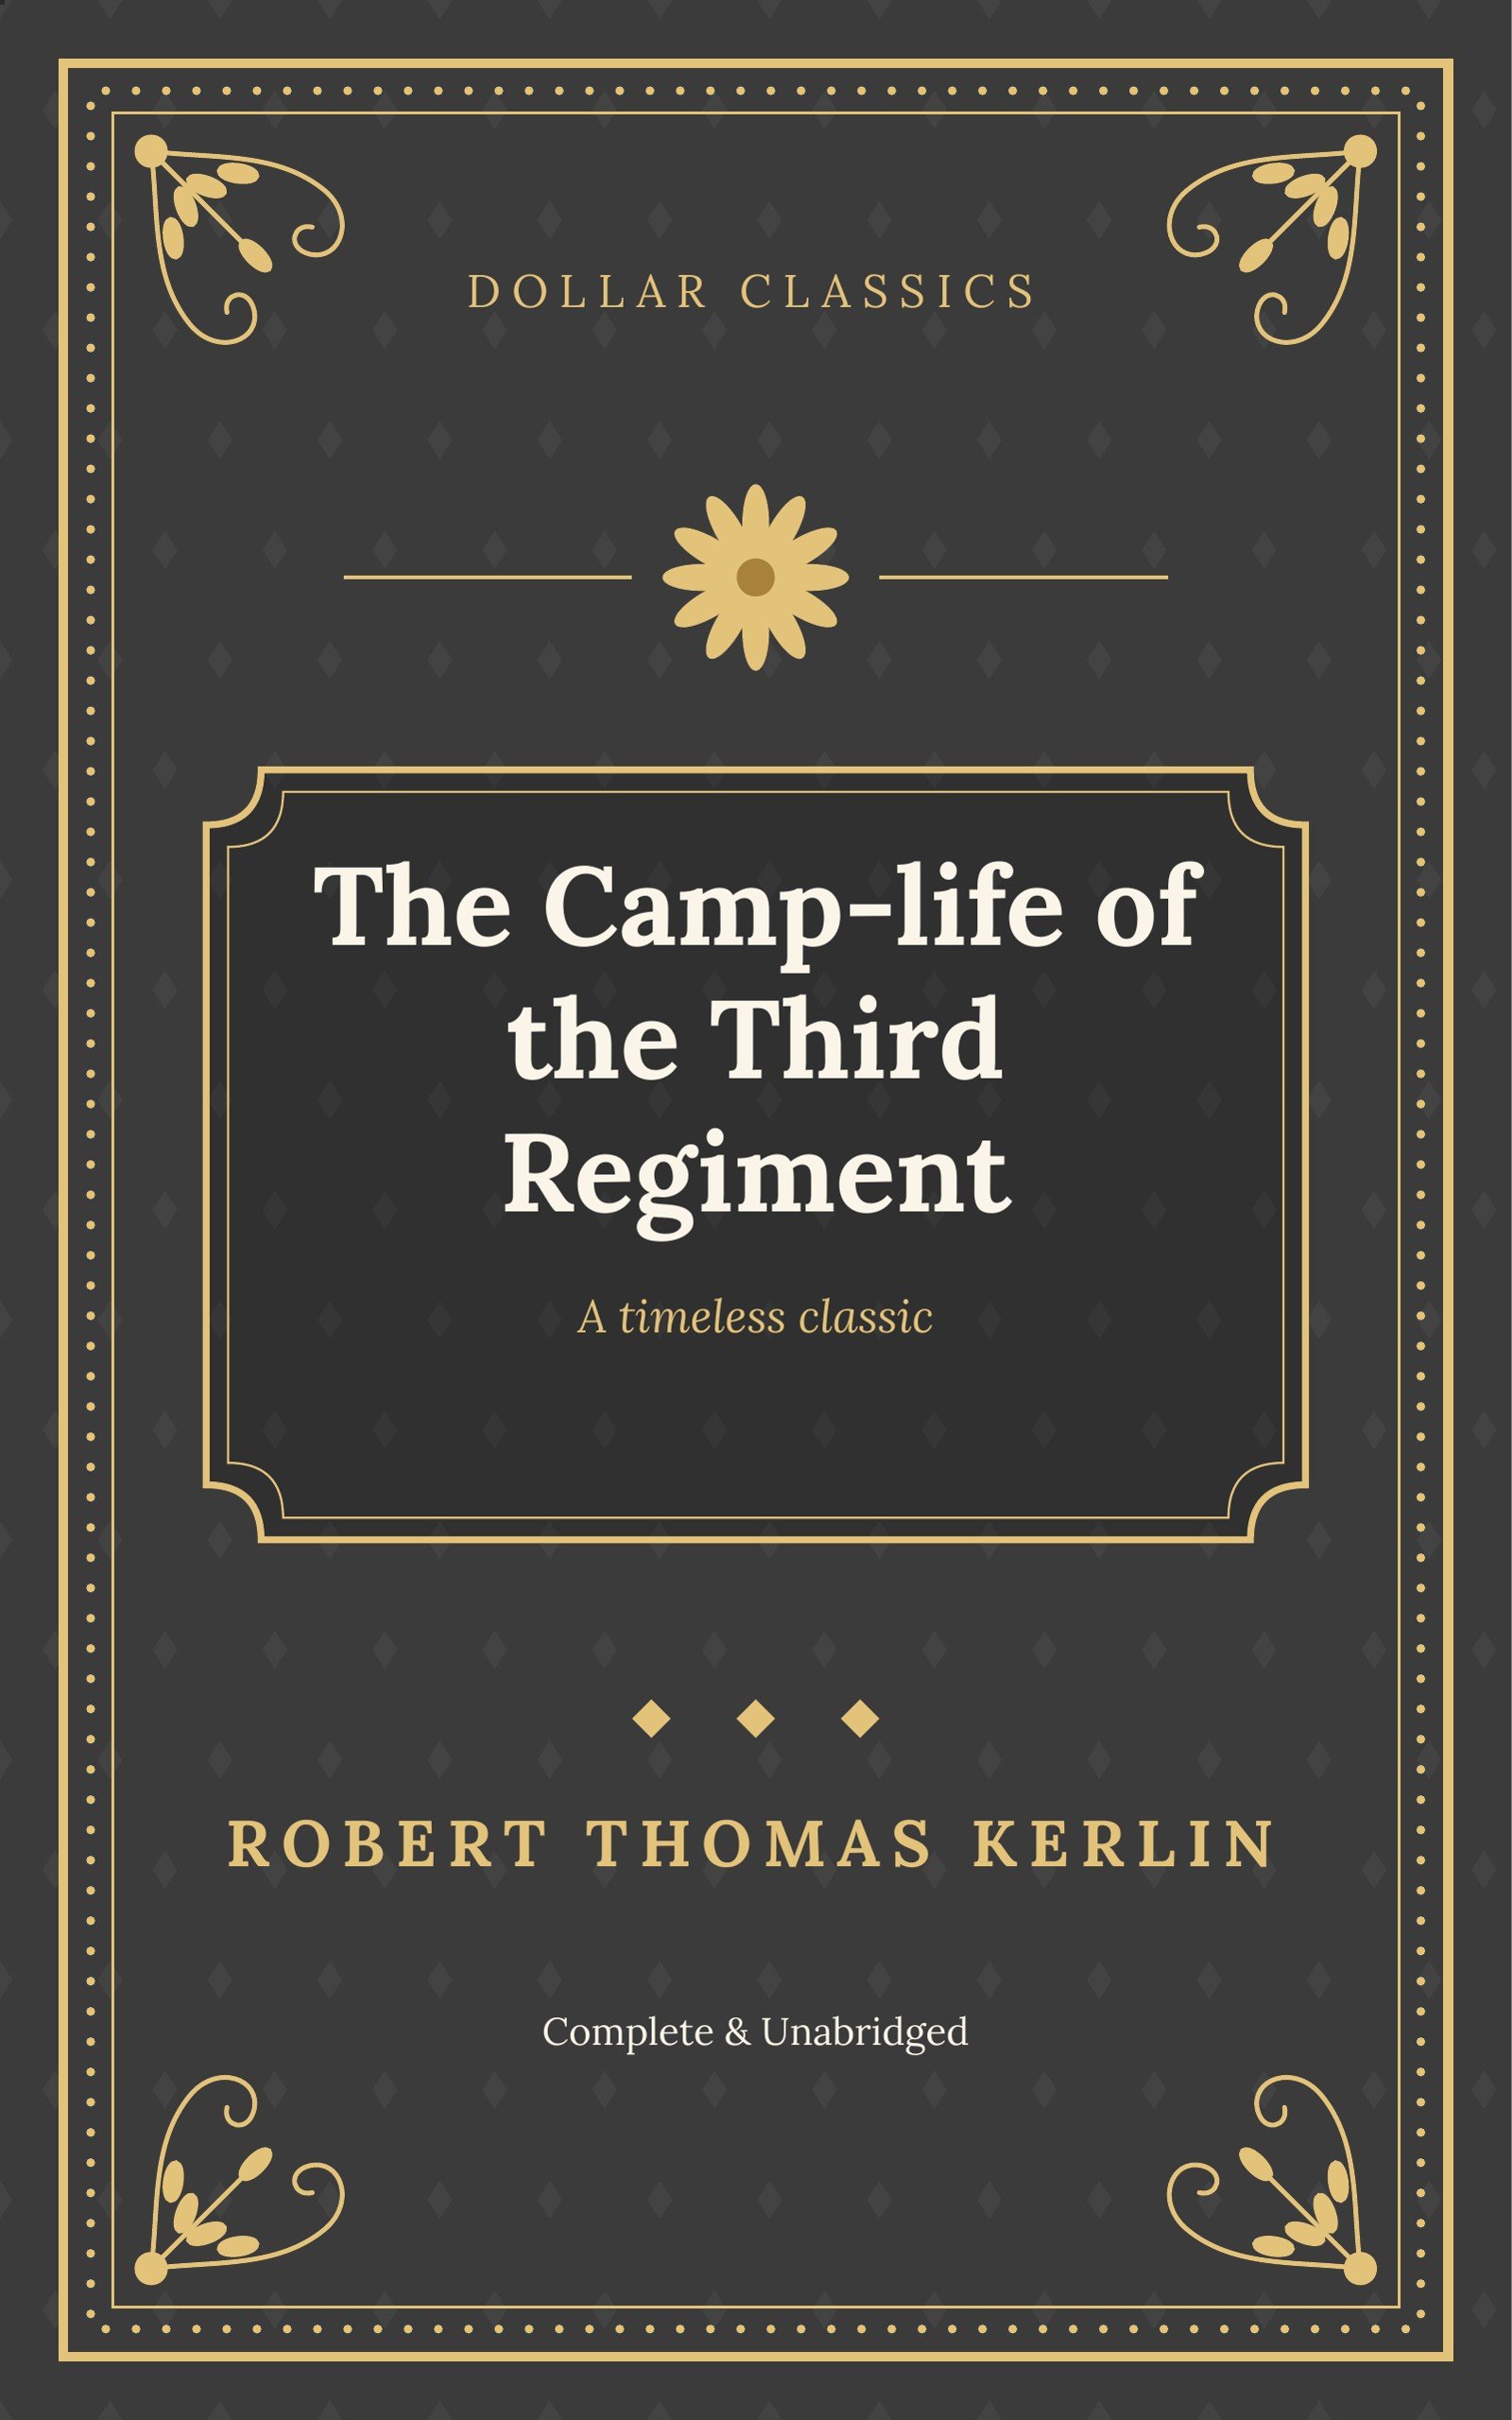 DOLLAR CLASSICS
The Camp-life of
the Third
Regiment
A timeless classic
ROBERT THOMAS KERLIN
Complete & Unabridged